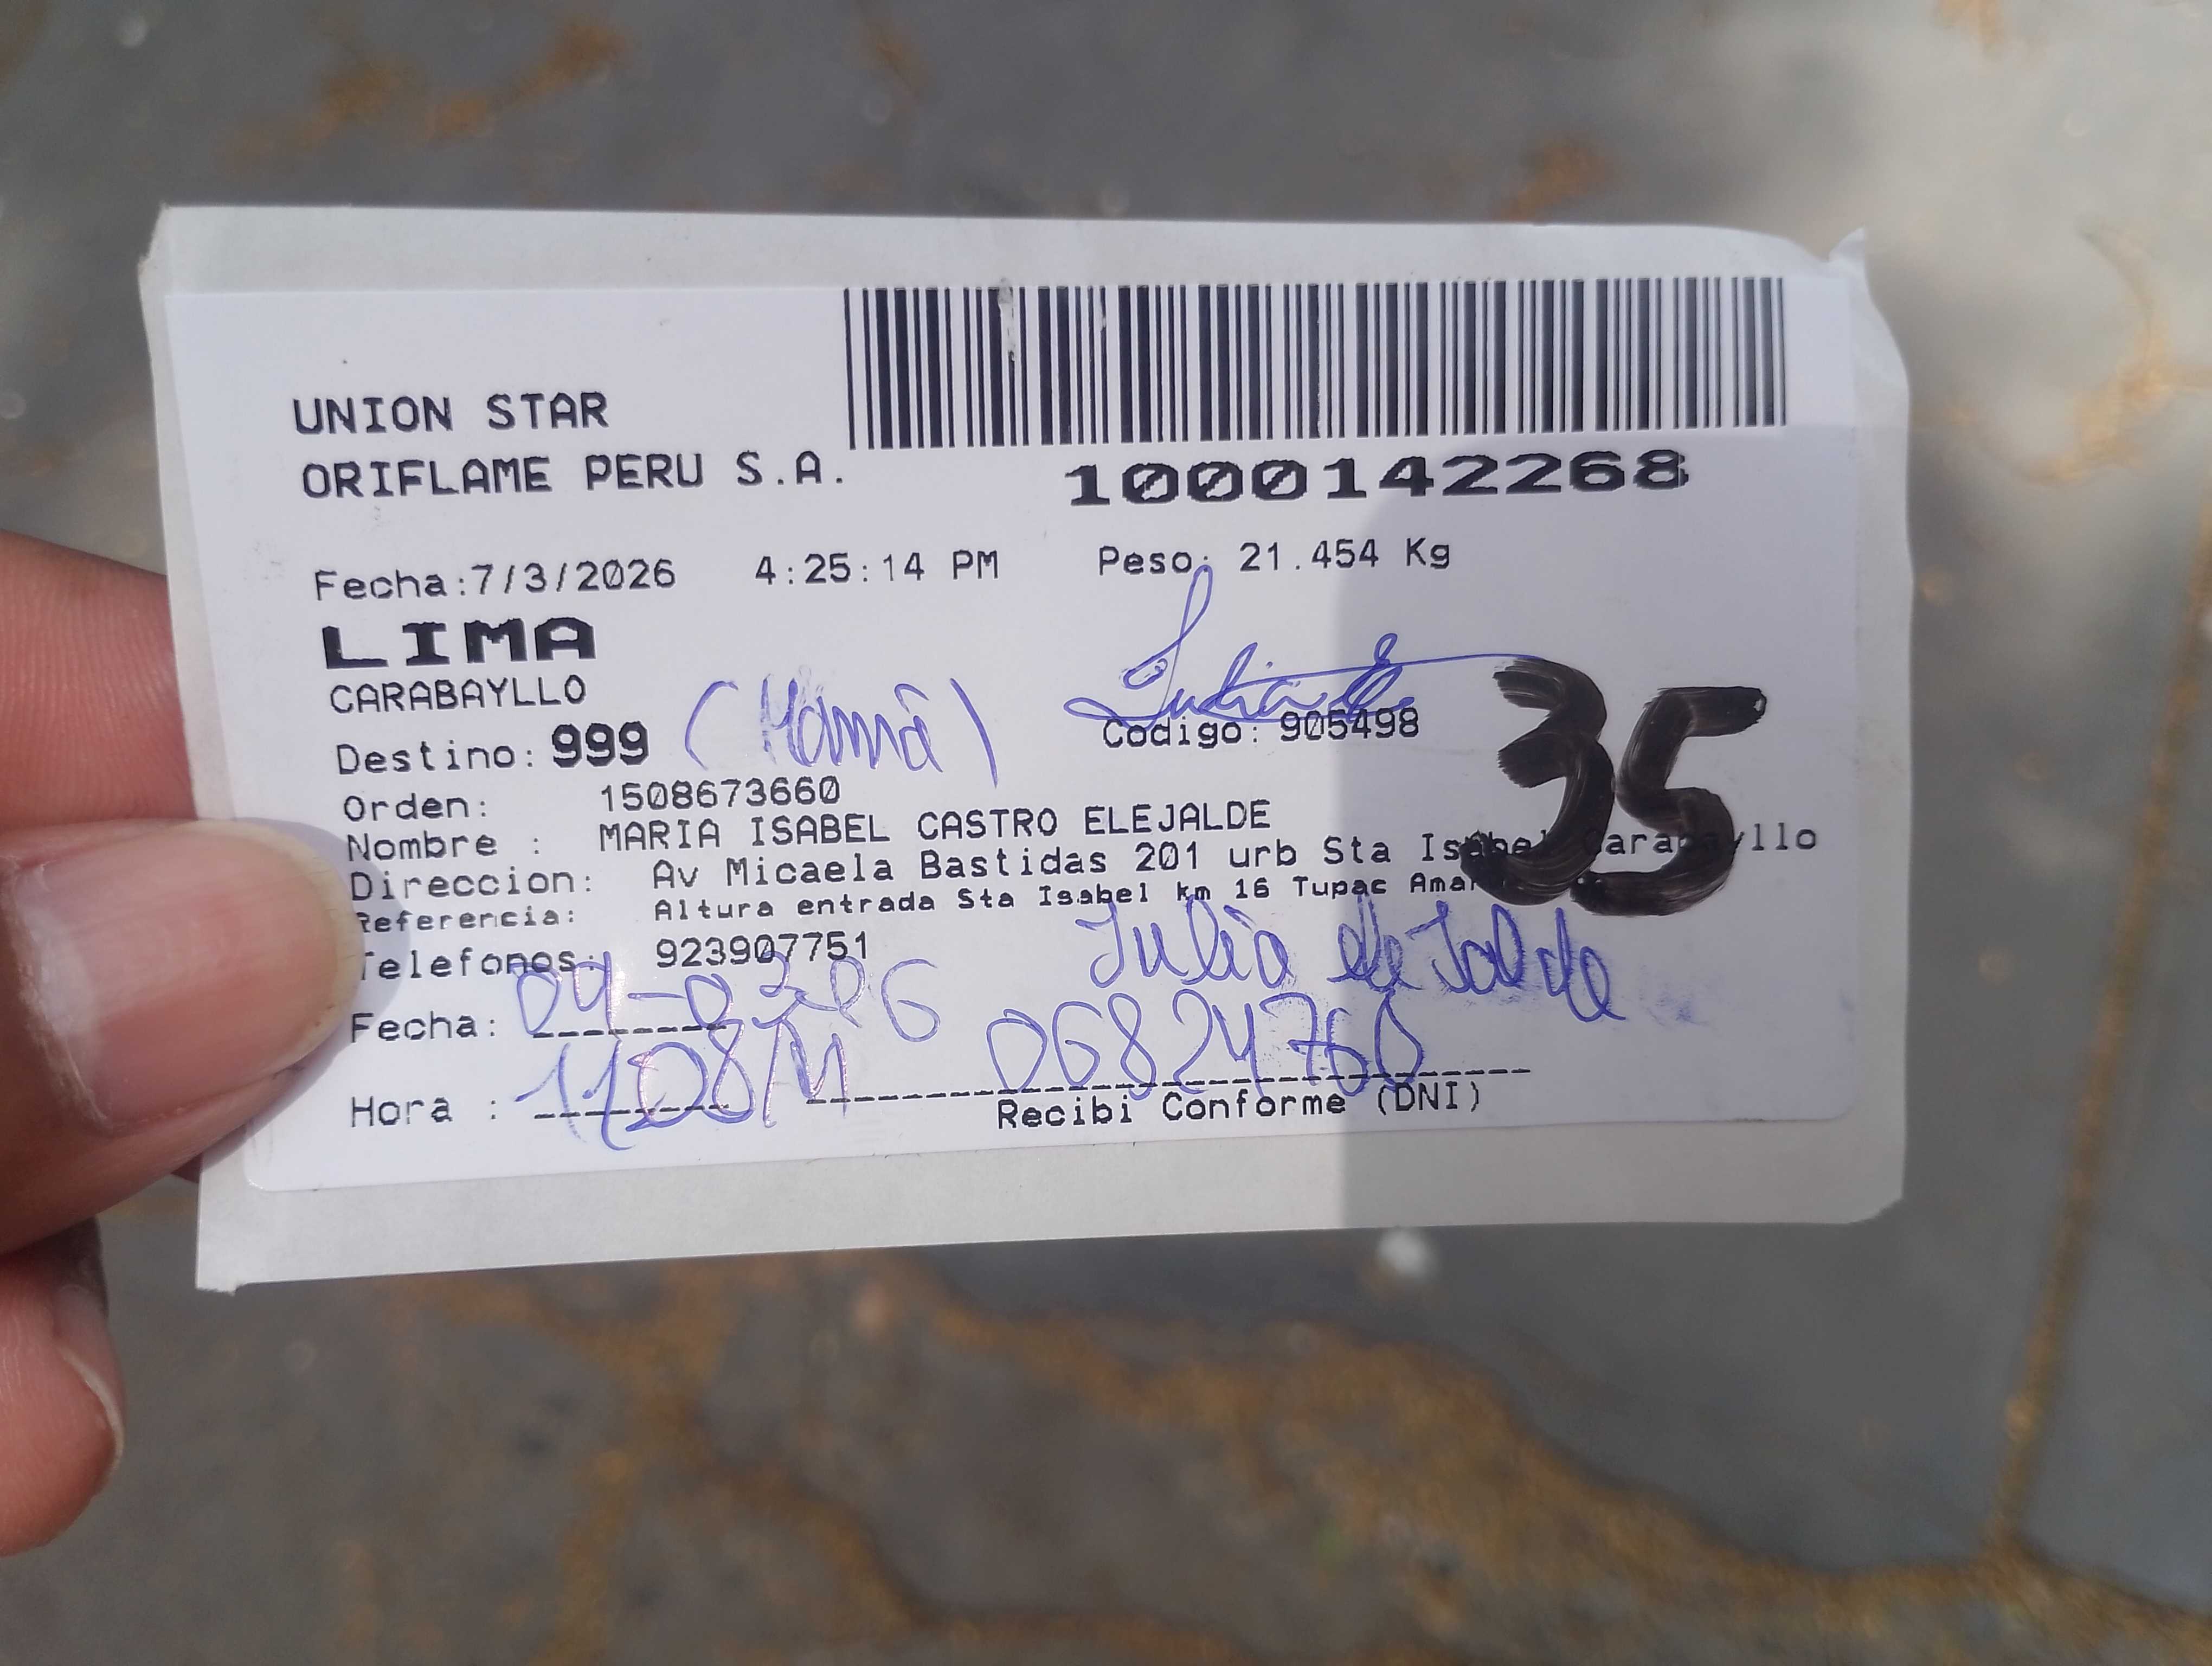 UNION STAR
ORIFLAME PERU S.A.
1000142268
Fecha:7/3/2026 4:25:14 PM Peso: 21.454 Kg
LIMA
CARABAYLLO
Destino: 999 (Mamá) Codigo: 905498
35
Orden: 1508673660
Nombre : MARIA ISABEL CASTRO ELEJALDE
Direccion: Av Micaela Bastidas 201 urb Sta Isabel Carabayllo
Referencia: Altura entrada Sta Isabel km 16 Tupac
Telefonos: 923907751 Julia
Fecha:
Hora : 06824760
Recibi Conforme (DNI)